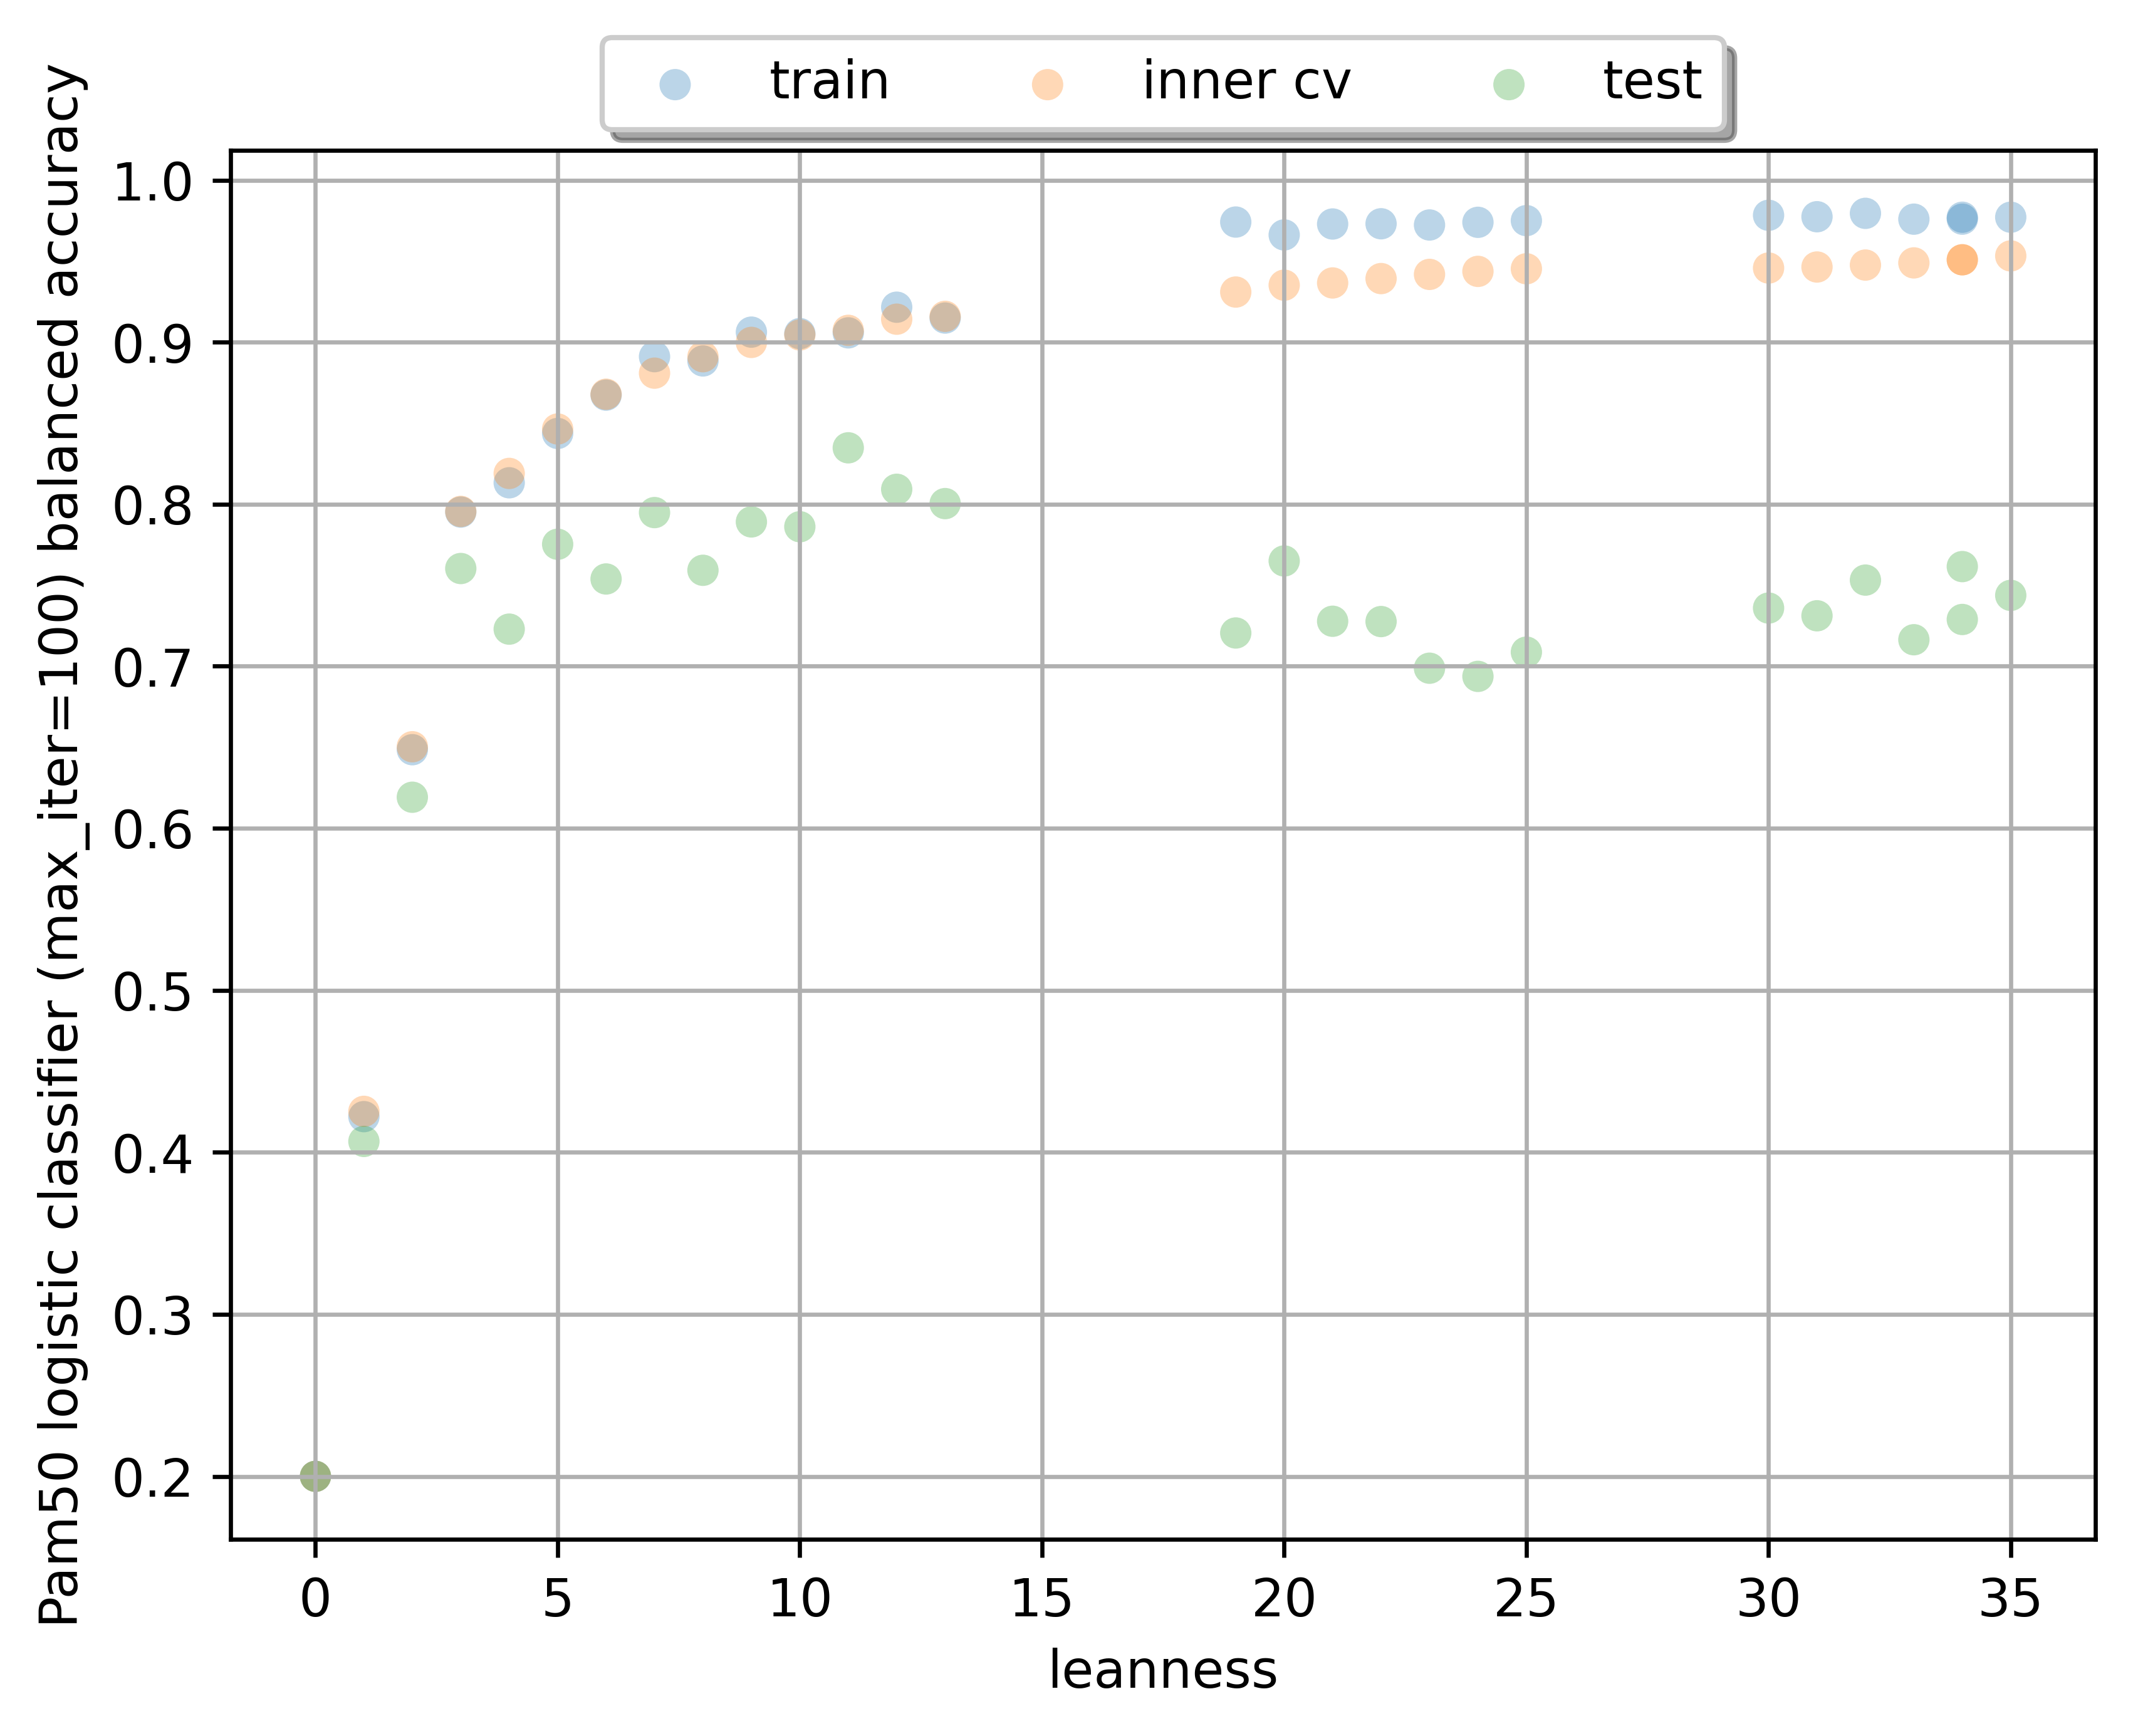 train inner cv test
Pam50 logistic classifier (max_iter=100) balanced accuracy
1.0
0.9
0.8
0.7
0.6
0.5
0.4
0.3
0.2
0 5 10 15 20 25 30 35
leanness